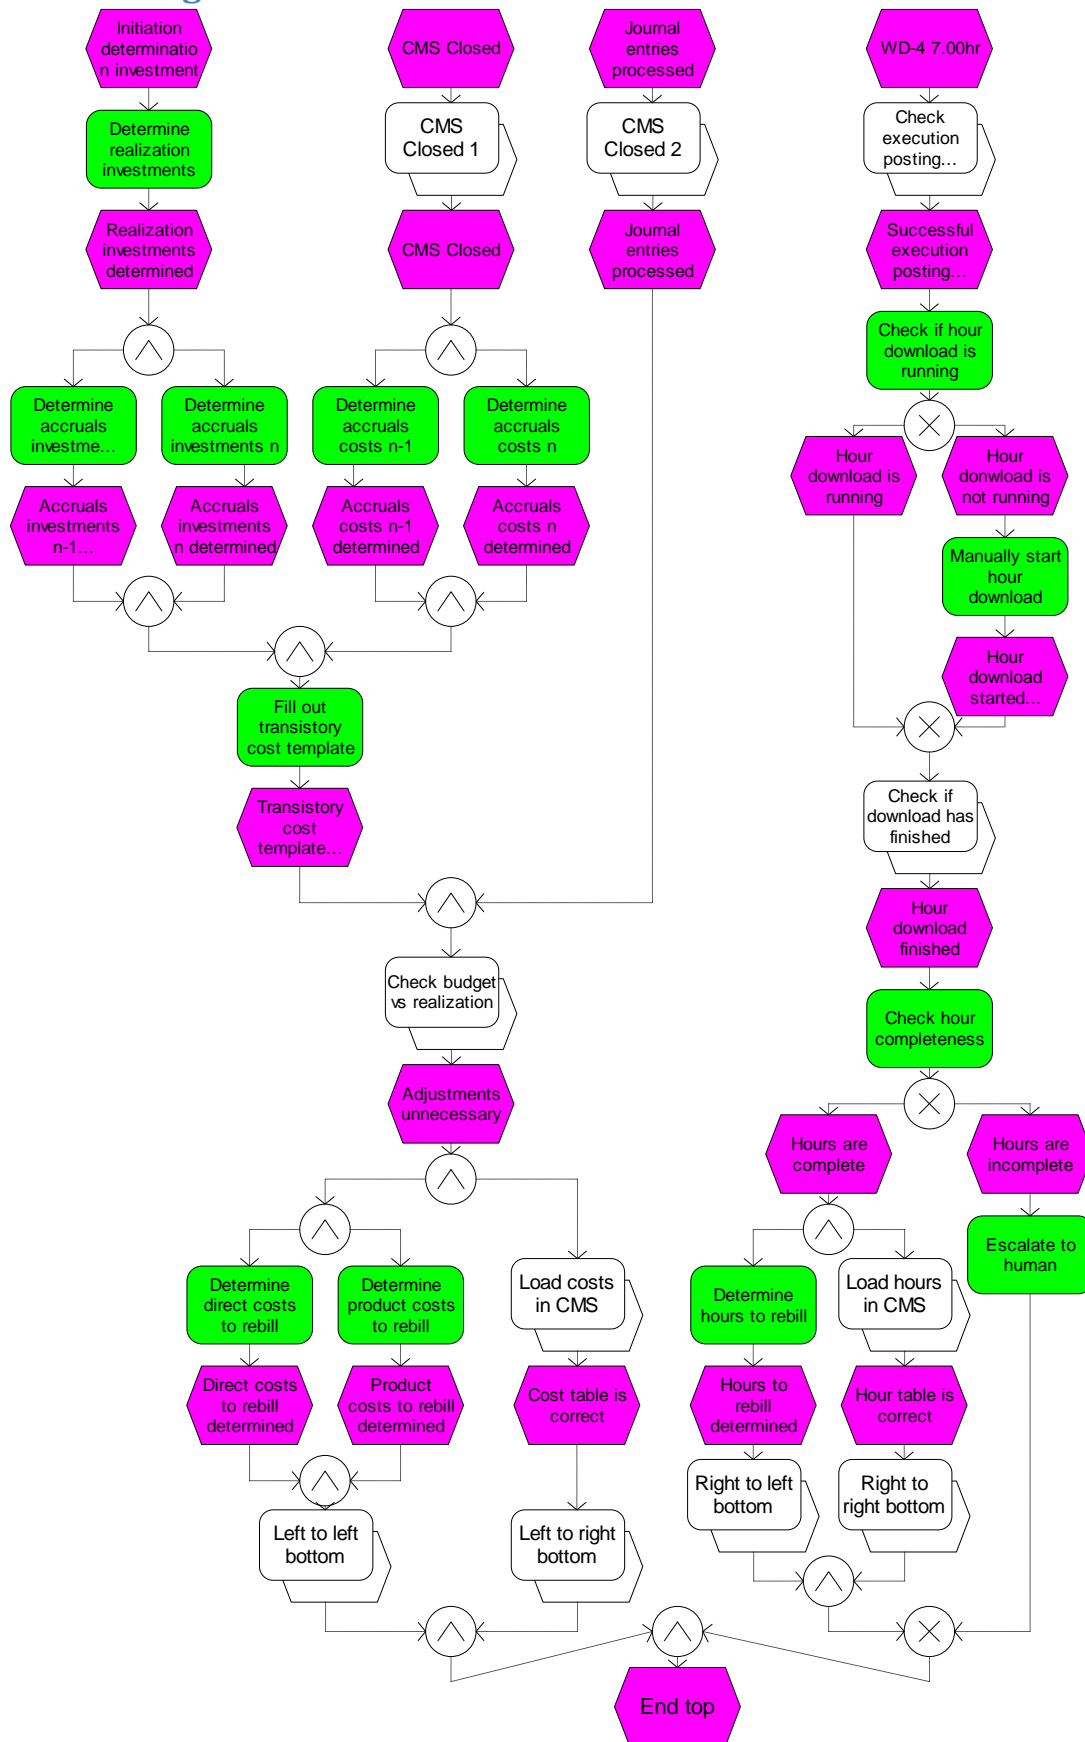 Initiation
determinatio
n investment
CMS Closed
Journal
entries
processed
WD-4 7.00hr
Determine
realization
investments
CMS
Closed 1
CMS
Closed 2
Check
execution
posting…
Realization
investments
determined
CMS Closed
Journal
entries
processed
Successful
execution
posting…
Check if hour
download is
running
Determine
accruals
investme…
Determine
accruals
investments n
Determine
accruals
costs n-1
Determine
accruals
costs n
Hour
download is
running
Hour
donwload is
not running
Accruals
investments
n-1…
Accruals
investments
n determined
Accruals
costs n-1
determined
Accruals
costs n
determined
Manually start
hour
download
Hour
download
started…
Fill out
transistory
cost template
Transistory
cost
template…
Check if
download has
finished
Hour
download
finished
Check budget
vs realization
Check hour
completeness
Adjustments
unnecessary
Hours are
complete
Hours are
incomplete
Determine
direct costs
to rebill
Determine
product costs
to rebill
Load costs
in CMS
Determine
hours to rebill
Load hours
in CMS
Escalate to
human
Direct costs
to rebill
determined
Product
costs to rebill
determined
Cost table is
correct
Hours to
rebill
determined
Hour table is
correct
Left to left
bottom
Left to right
bottom
Right to left
bottom
Right to
right bottom
End top